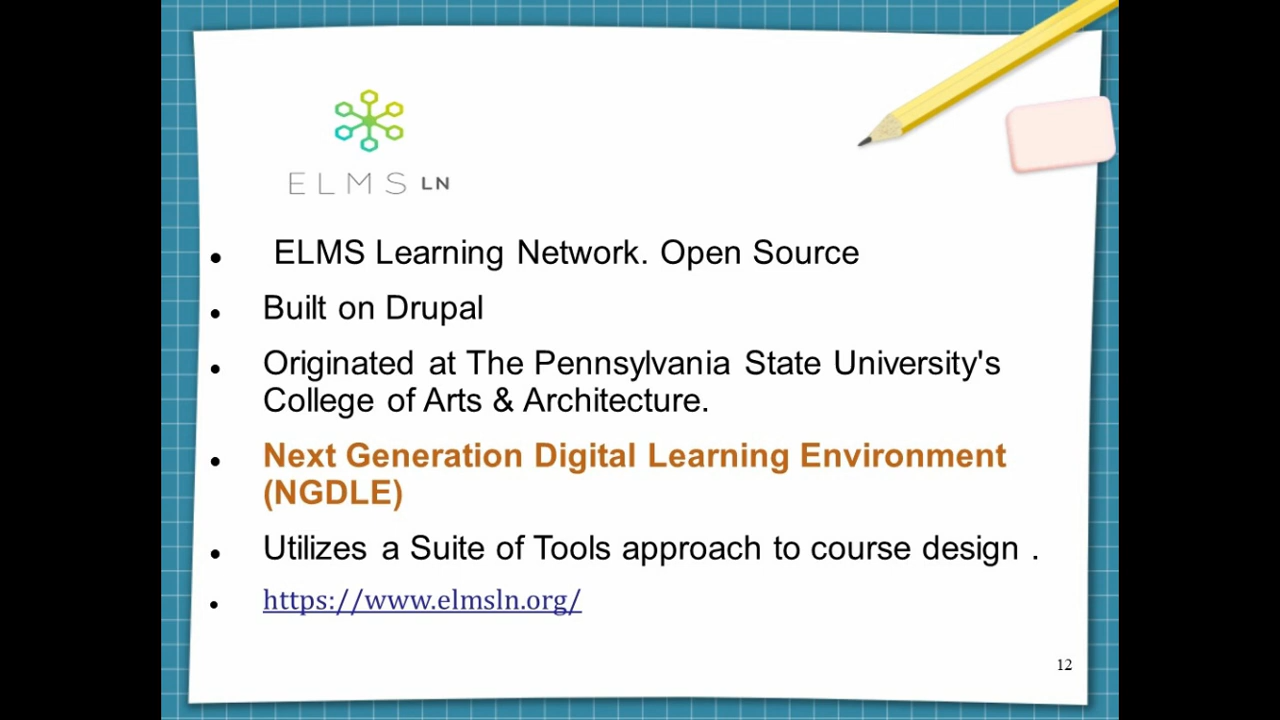 ELMS LN
ELMS Learning Network. Open Source
Built on Drupal
Originated at The Pennsylvania State University's
College of Arts & Architecture.
Next Generation Digital Learning Environment
(NGDLE)
Utilizes a Suite of Tools approach to course design .
https://www.elmsln.org/
12